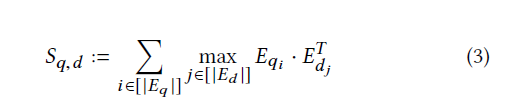 $S_{q,d} := \sum_{i \in [|E_q|]} \max_{j \in [|E_d|]} E_{q_i} \cdot E_{d_j}^T$ (3)